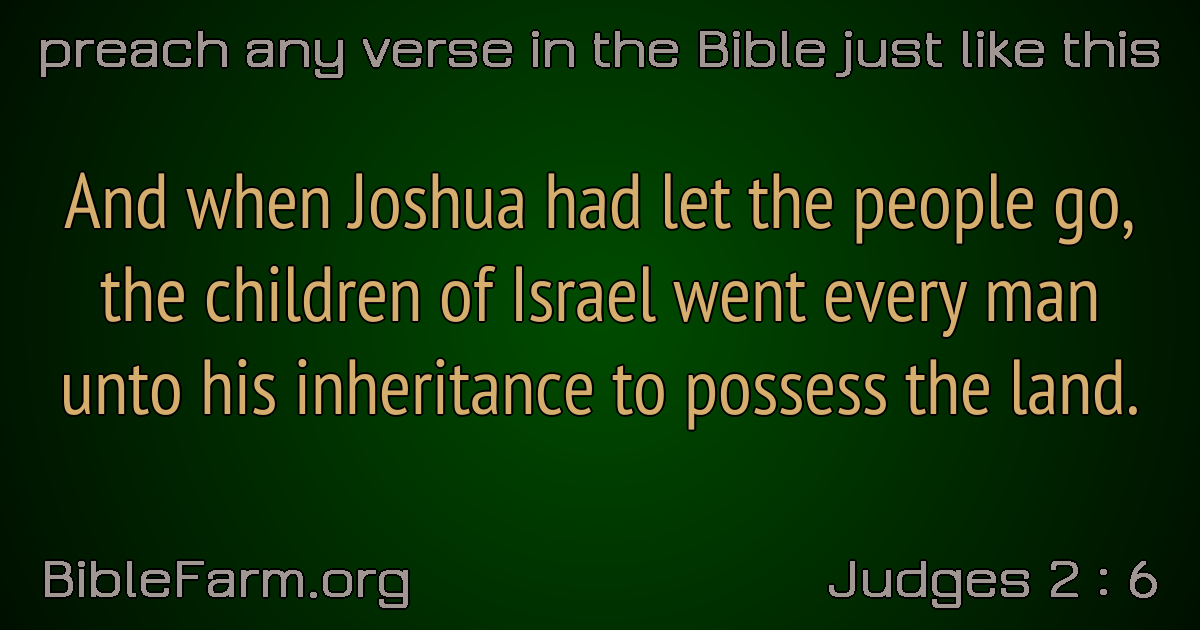 preach any verse in the Bible just like this
And when Joshua had let the people go,
the children of Israel went every man
unto his inheritance to possess the land.
BibleFarm.org
Judges 2 : 6